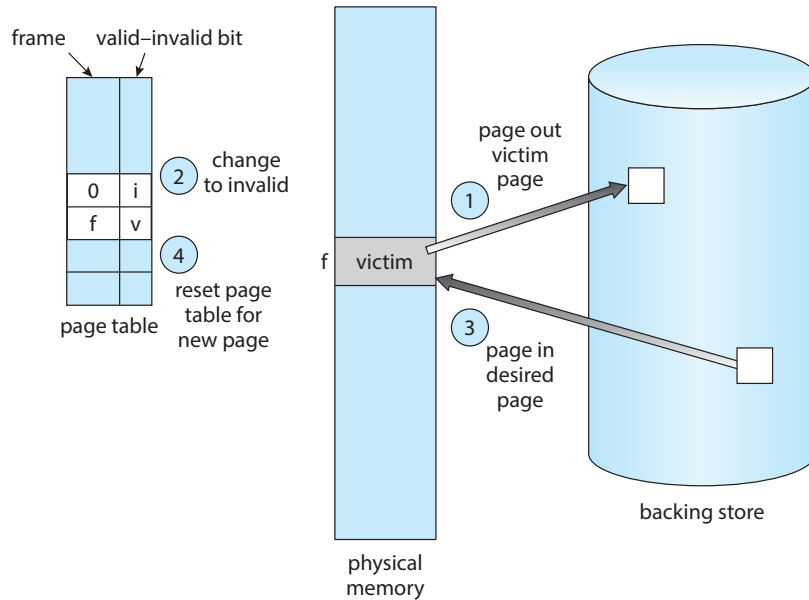 frame
valid–invalid bit
0
i
f
v
2
change
to invalid
4
reset page
table for
new page
page table
f
victim
physical
memory
1
page out
victim
page
3
page in
desired
page
backing store